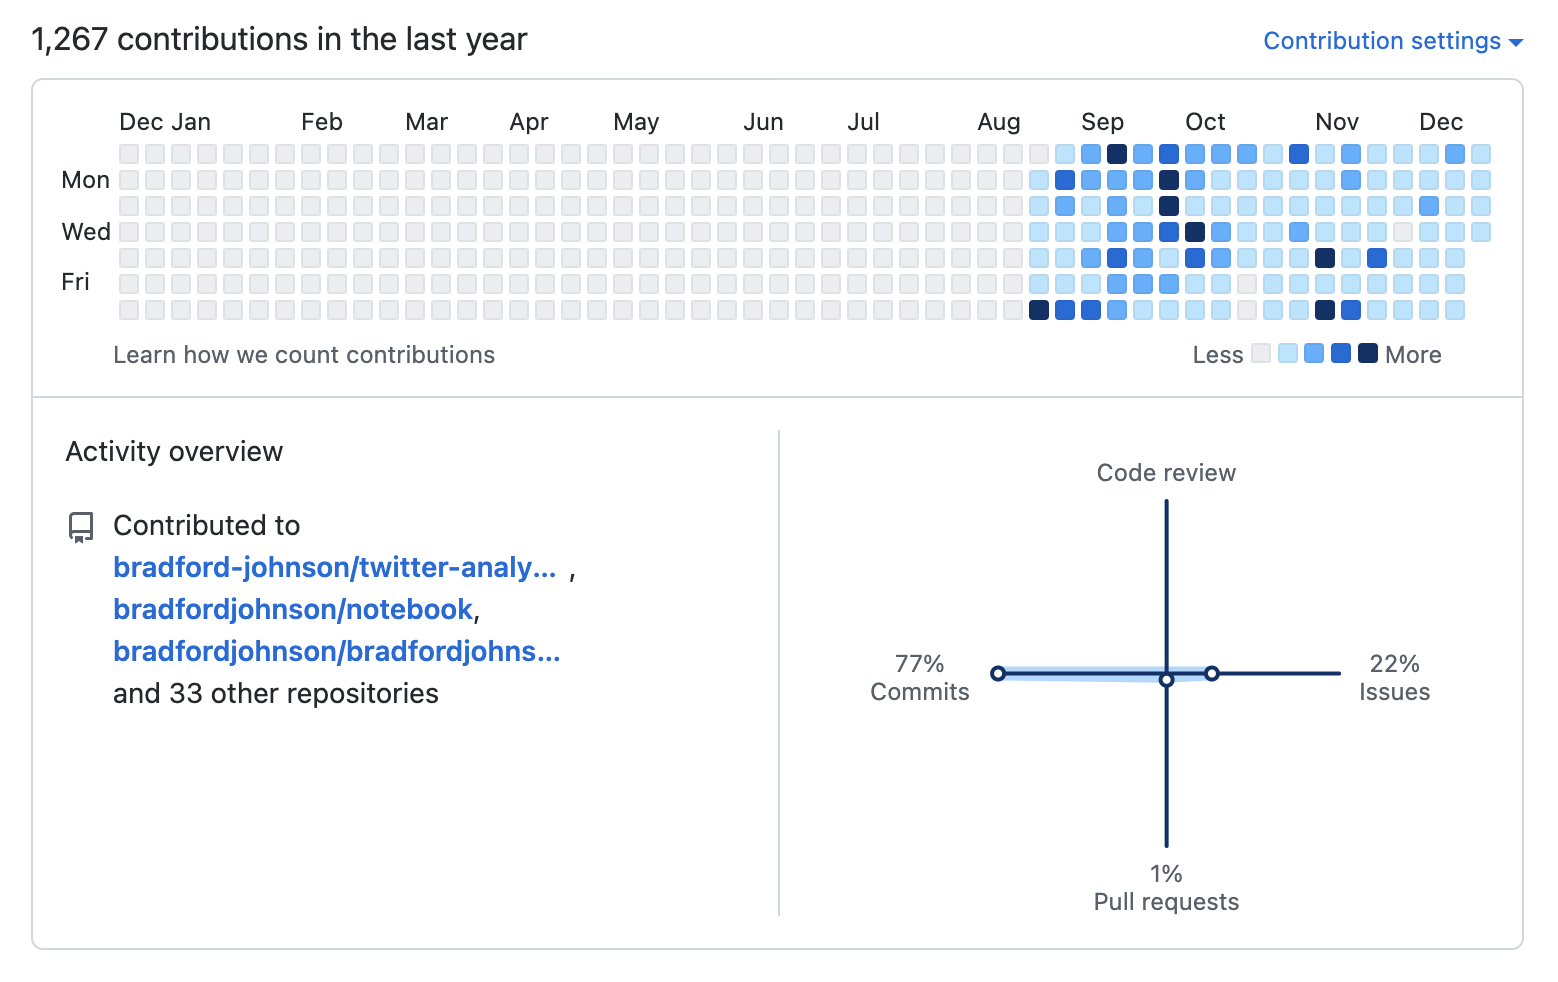 1,267 contributions in the last year
Contribution settings
Dec Jan Feb Mar Apr May Jun Jul Aug Sep Oct Nov Dec
Mon
Wed
Fri
Learn how we count contributions
Less More
Activity overview
Contributed to
bradford-johnson/twitter-analy... ,
bradfordjohnson/notebook,
bradfordjohnson/bradfordjohns...
and 33 other repositories
Code review
77%
Commits
22%
Issues
1%
Pull requests